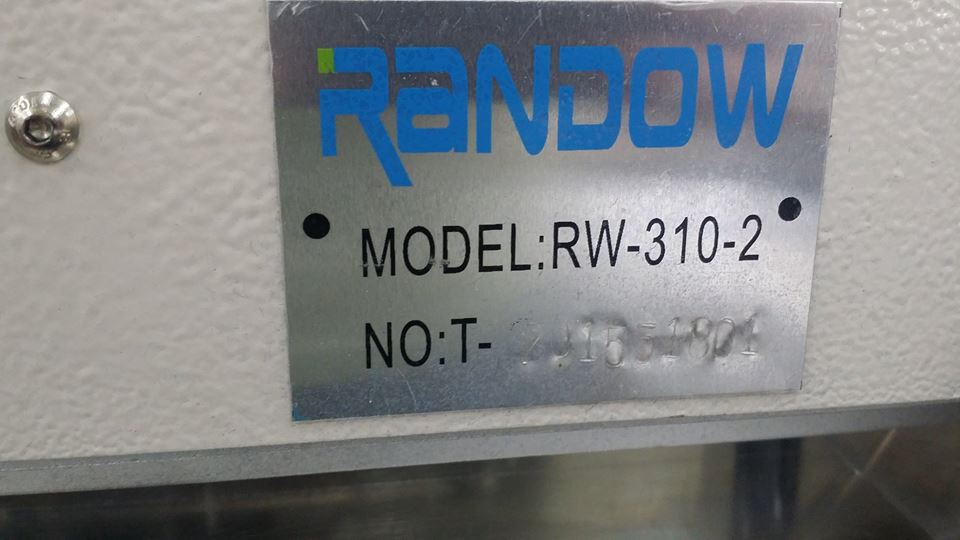 RANDOW
MODEL:RW-310-2
NO:T-